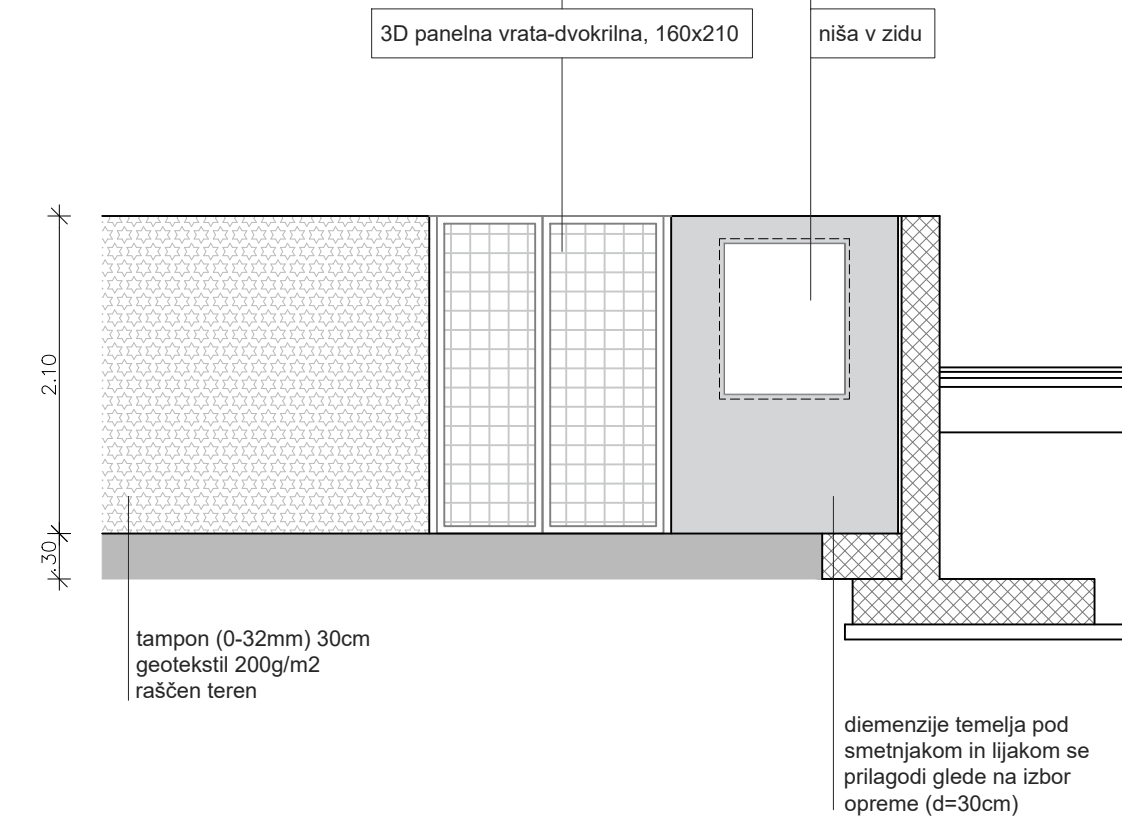 3D panelna vrata-dvokrilna, 160x210
niša v zidu
2.10
.30
tampon (0-32mm) 30cm
geotekstil 200g/m2
raščen teren
diemenzije temelja pod
smetnjakom in lijakom se
prilagodi glede na izbor
opreme (d=30cm)